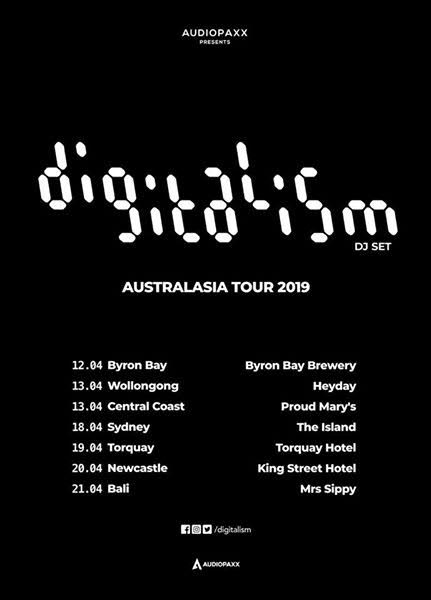 AUDIOPAXX
PRESENTS
digitalism
DJ SET
AUSTRALASIA TOUR 2019
12.04 Byron Bay Byron Bay Brewery
13.04 Wollongong Heyday
13.04 Central Coast Proud Mary's
18.04 Sydney The Island
19.04 Torquay Torquay Hotel
20.04 Newcastle King Street Hotel
21.04 Bali Mrs Sippy
/digitalism
AUDIOPAXX